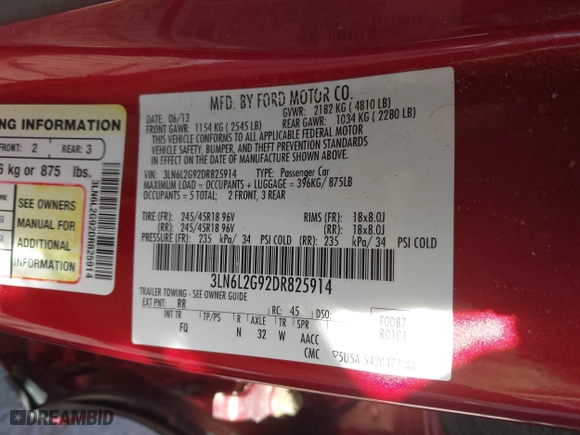 MFD. BY FORD MOTOR CO.
DATE: 06/13 GVWR: 2182 KG ( 4810 LB)
FRONT GAWR: 1154 KG ( 2545 LB) REAR GAWR: 1034 KG ( 2280 LB)
THIS VEHICLE CONFORMS TO ALL APPLICABLE FEDERAL MOTOR
VEHICLE SAFETY, BUMPER, AND THEFT PREVENTION STANDARDS
IN EFFECT ON THE DATE OF MANUFACTURE SHOWN ABOVE.
VIN: 3LN6L2G92DR825914 TYPE: Passenger Car
MAXIMUM LOAD = OCCUPANTS + LUGGAGE = 396KG/ 875LB
OCCUPANTS = 5 TOTAL; 2 FRONT, 3 REAR
TIRE (FR): 245/45R18 96V RIMS (FR): 18x8.0J
(RR): 245/45R18 96V (RR): 18x8.0J
PRESSURE (FR): 235 kPa/ 34 PSI COLD (RR): 235 kPa/ 34 PSI COLD
3LN6L2G92DR825914
TRAILER TOWING - SEE OWNER GUIDE
EXT PNT: RR RC: 45 DSO: F0087
R0101
INT TR TP/PS R AXLE TR SPR
FQ N 32 W AACC
CMC
NG INFORMATION
FRONT: 2 REAR: 3
6 kg or 875 lbs.
SEE OWNERS
MANUAL FOR
ADDITIONAL
INFORMATION
3LN6L2G92DR825914
DREAMBID